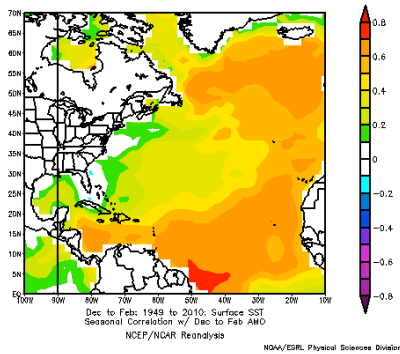 70N
65N
60N
55N
50N
45N
40N
35N
30N
25N
20N
15N
10N
5N
EQ
100W 90W 80W 70W 60W 50W 40W 30W 20W 10W
0.8
0.6
0.4
0.2
0
-0.2
-0.4
-0.6
-0.8
Dec to Feb: 1949 to 2010: Surface SST
Seasonal Correlation w/ Dec to Feb AMO
NCEP/NCAR Reanalysis
NOAA/ESRL Physical Sciences Division